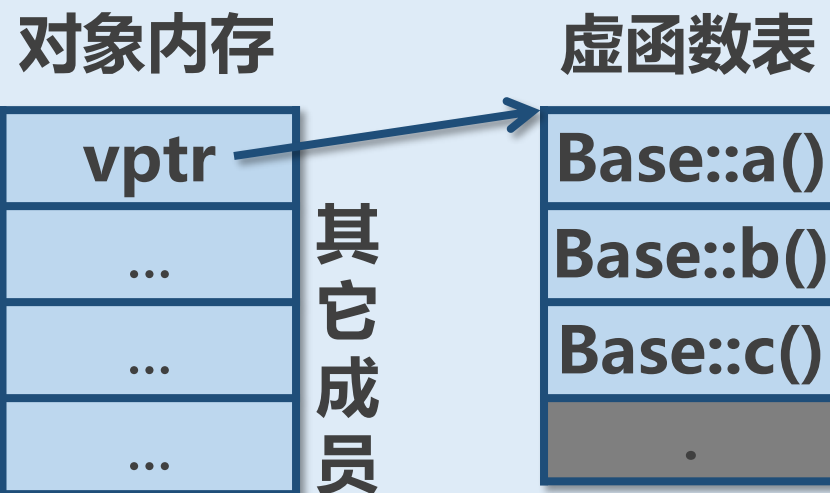 对象内存
虚函数表
vptr
...
...
...
其它成员
Base::a()
Base::b()
Base::c()
.